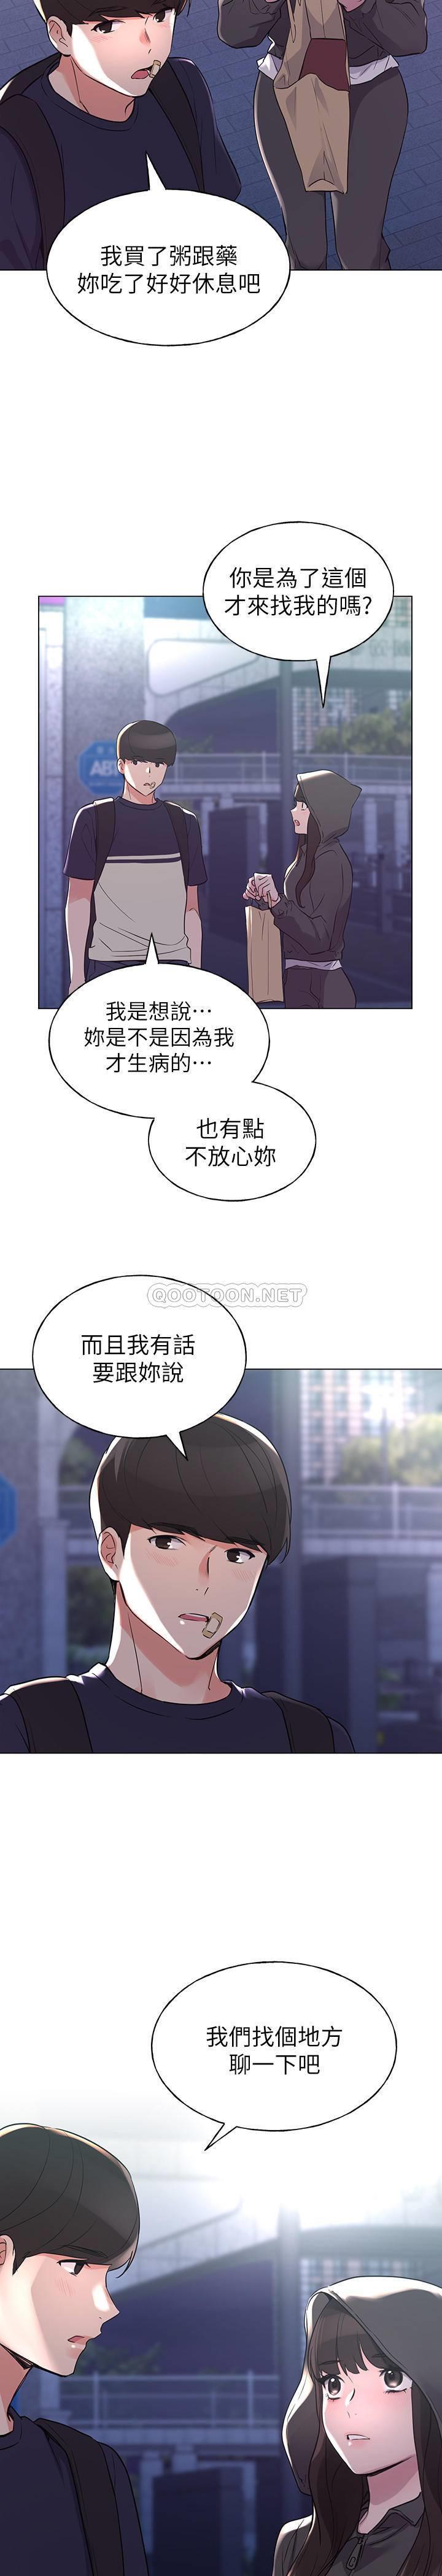 我買了粥跟藥
妳吃了好好休息吧
你是為了這個
才來找我的嗎?
AB
我是想說…
妳是不是因為我
才生病的…
也有點
不放心妳
QOOTOON.NET
而且我有話
要跟妳說
我們找個地方
聊一下吧